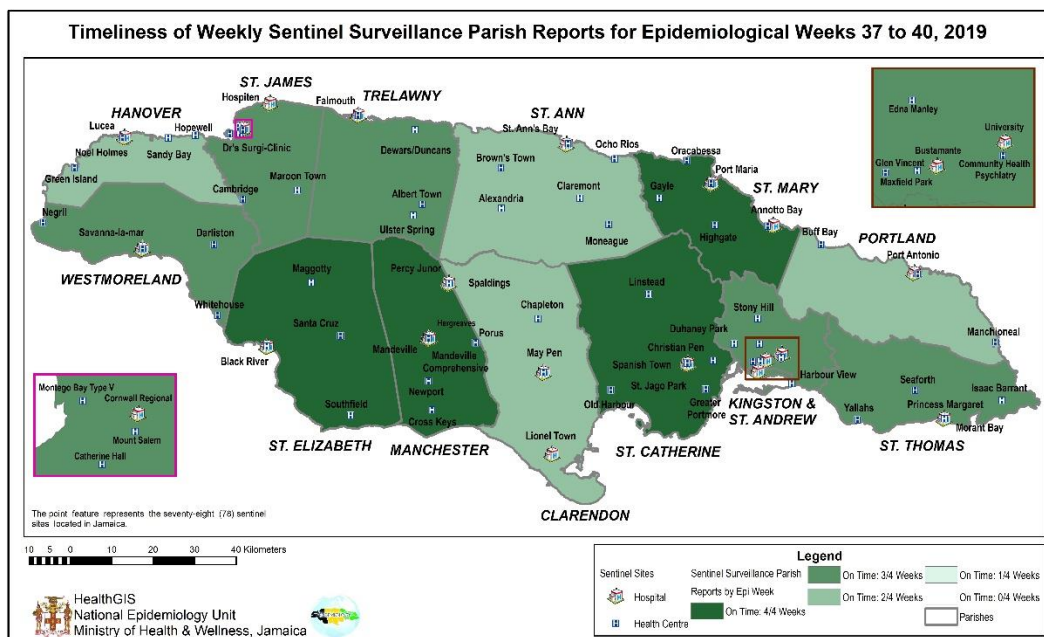 Timeliness of Weekly Sentinel Surveillance Parish Reports for Epidemiological Weeks 37 to 40, 2019
ST. JAMES
Hospiten
TRELAWNY
Falmouth
HANOVER
Lucea
Hopewell
Noel Holmes
Sandy Bay
Green Island
Dr's Surgi-Clinic
Dewars/Duncans
Maroon Town
Cambridge
Albert Town
Ulster Spring
ST. ANN
St. Ann's Bay
Ocho Rios
Brown's Town
Claremont
Alexandria
Moneague
Oracabessa
Port Maria
Gayle
ST. MARY
Annotto Bay
Highgate
Buff Bay
PORTLAND
Port Antonio
Manchioneal
Edna Manley
University
Bustamante
Glen Vincent
Community Health
Psychiatry
Maxfield Park
Negril
Savanna-la-mar
Darliston
WESTMORELAND
Whitehouse
Maggotty
Percy Junor
Spaldings
Santa Cruz
Black River
Hargreaves
Porus
Mandeville
Mandeville
Comprehensive
Newport
Cross Keys
Southfield
ST. ELIZABETH
MANCHESTER
Chapleton
May Pen
Lionel Town
CLARENDON
Linstead
Christian Pen
Spanish Town
St. Jago Park
Old Harbour
Greater
Portmore
ST. CATHERINE
Stony Hill
Duhaney Park
Harbour View
KINGSTON &
ST. ANDREW
Seaforth
Isaac Barrant
Princess Margaret
Yallahs
Morant Bay
ST. THOMAS
Montego Bay Type V
Cornwall Regional
Mount Salem
Catherine Hall
The point feature represents the seventy-eight (78) sentinel
sites located in Jamaica.
10 5 0 10 20 30 40 Kilometers
HealthGIS
National Epidemiology Unit
Ministry of Health & Wellness, Jamaica
Legend
Sentinel Sites
Hospital
Health Centre
Sentinel Surveillance Parish
Reports by Epi Week
On Time: 4/4 Weeks
On Time: 3/4 Weeks
On Time: 2/4 Weeks
On Time: 1/4 Weeks
On Time: 0/4 Weeks
Parishes